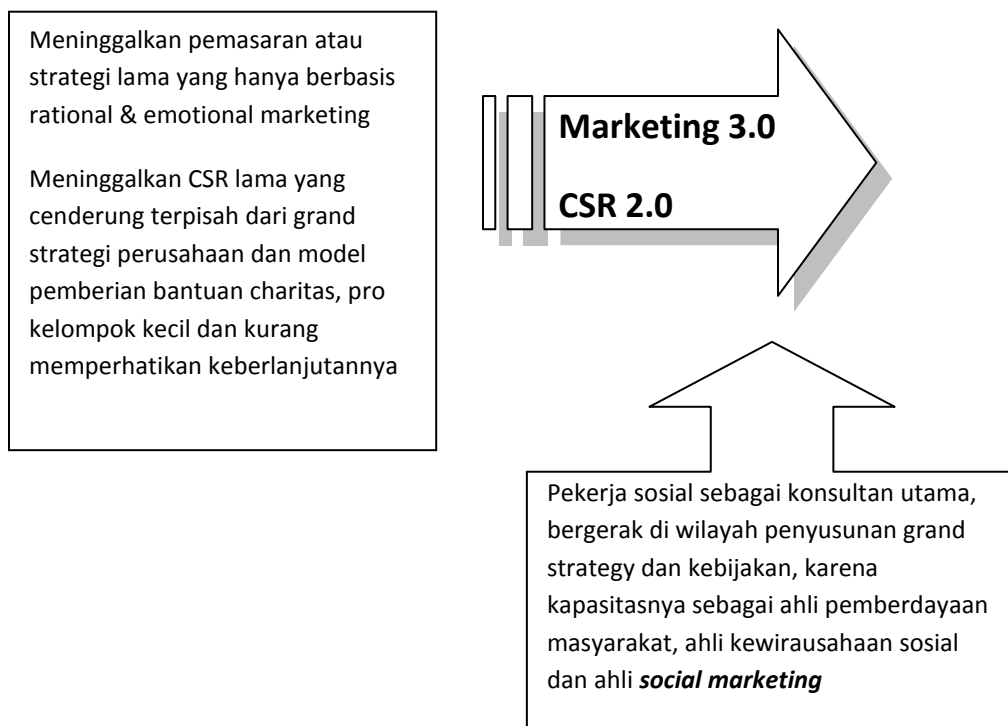 Meninggalkan pemasaran atau
strategi lama yang hanya berbasis
rational & emotional marketing
Meninggalkan CSR lama yang
cenderung terpisah dari grand
strategi perusahaan dan model
pemberian bantuan charitas, pro
kelompok kecil dan kurang
memperhatikan keberlanjutannya
Marketing 3.0
CSR 2.0
Pekerja sosial sebagai konsultan utama,
bergerak di wilayah penyusunan grand
strategy dan kebijakan, karena
kapasitasnya sebagai ahli pemberdayaan
masyarakat, ahli kewirausahaan sosial
dan ahli social marketing